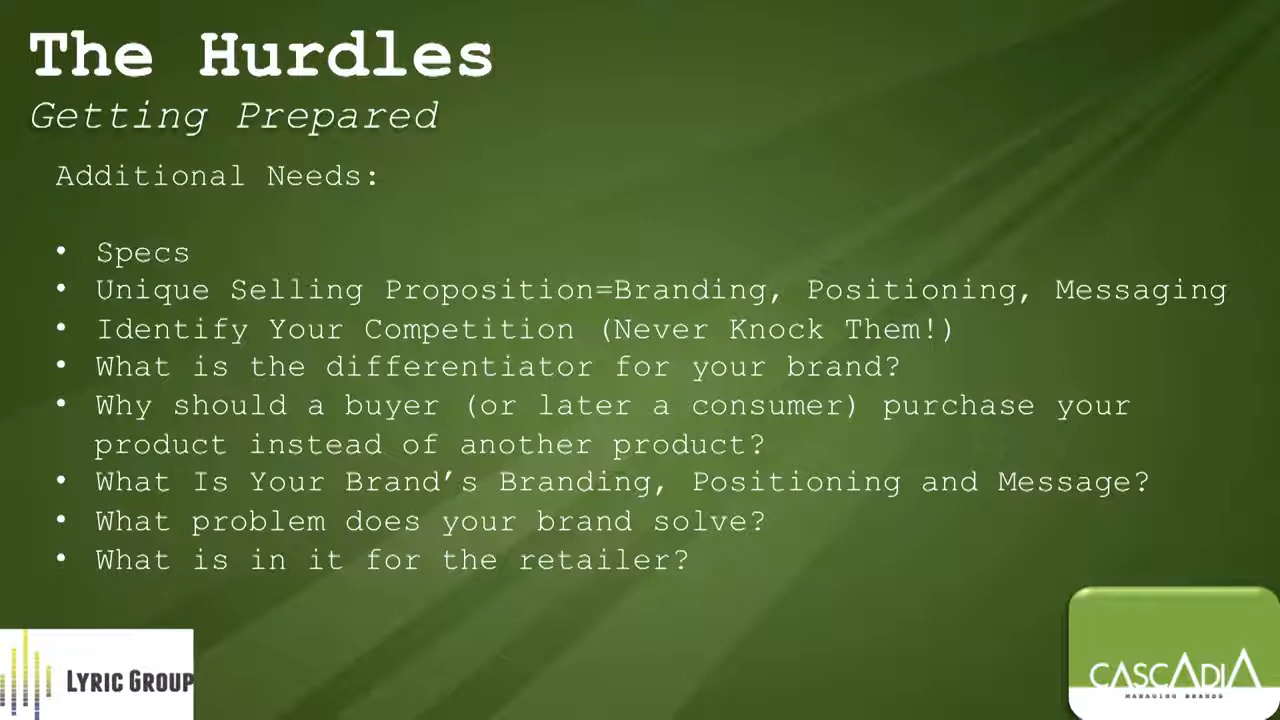 The Hurdles
Getting Prepared
Additional Needs:
• Specs
• Unique Selling Proposition=Branding, Positioning, Messaging
• Identify Your Competition (Never Knock Them!)
• What is the differentiator for your brand?
• Why should a buyer (or later a consumer) purchase your
product instead of another product?
• What Is Your Brand’s Branding, Positioning and Message?
• What problem does your brand solve?
• What is in it for the retailer?
LYRIC GROUP
CASCADIA
MANAGING BRANDS